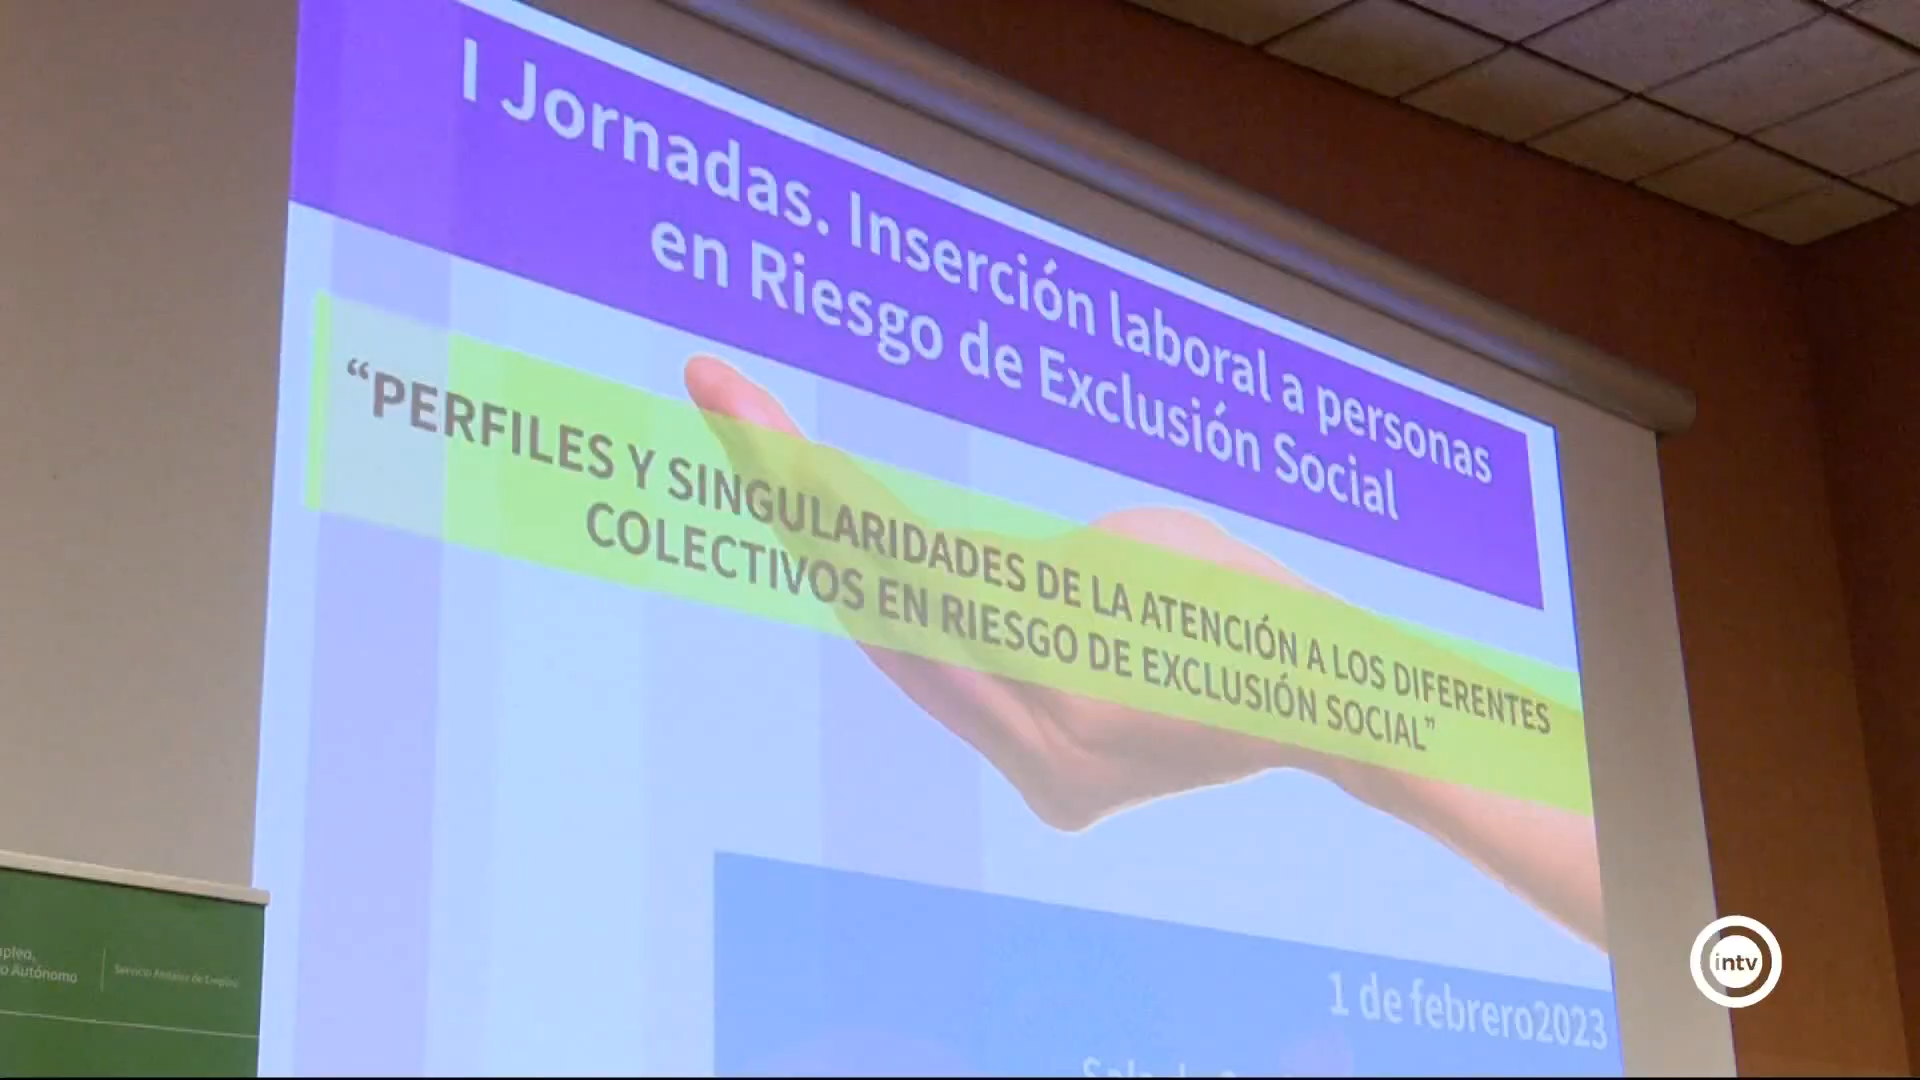 I Jornadas. Inserción laboral a personas
en Riesgo de Exclusión Social
“PERFILES Y SINGULARIDADES DE LA ATENCIÓN A LOS DIFERENTES
COLECTIVOS EN RIESGO DE EXCLUSIÓN SOCIAL”
1 de febrero2023
o Autónomo
Servicio Andaluz de Empleo
intv